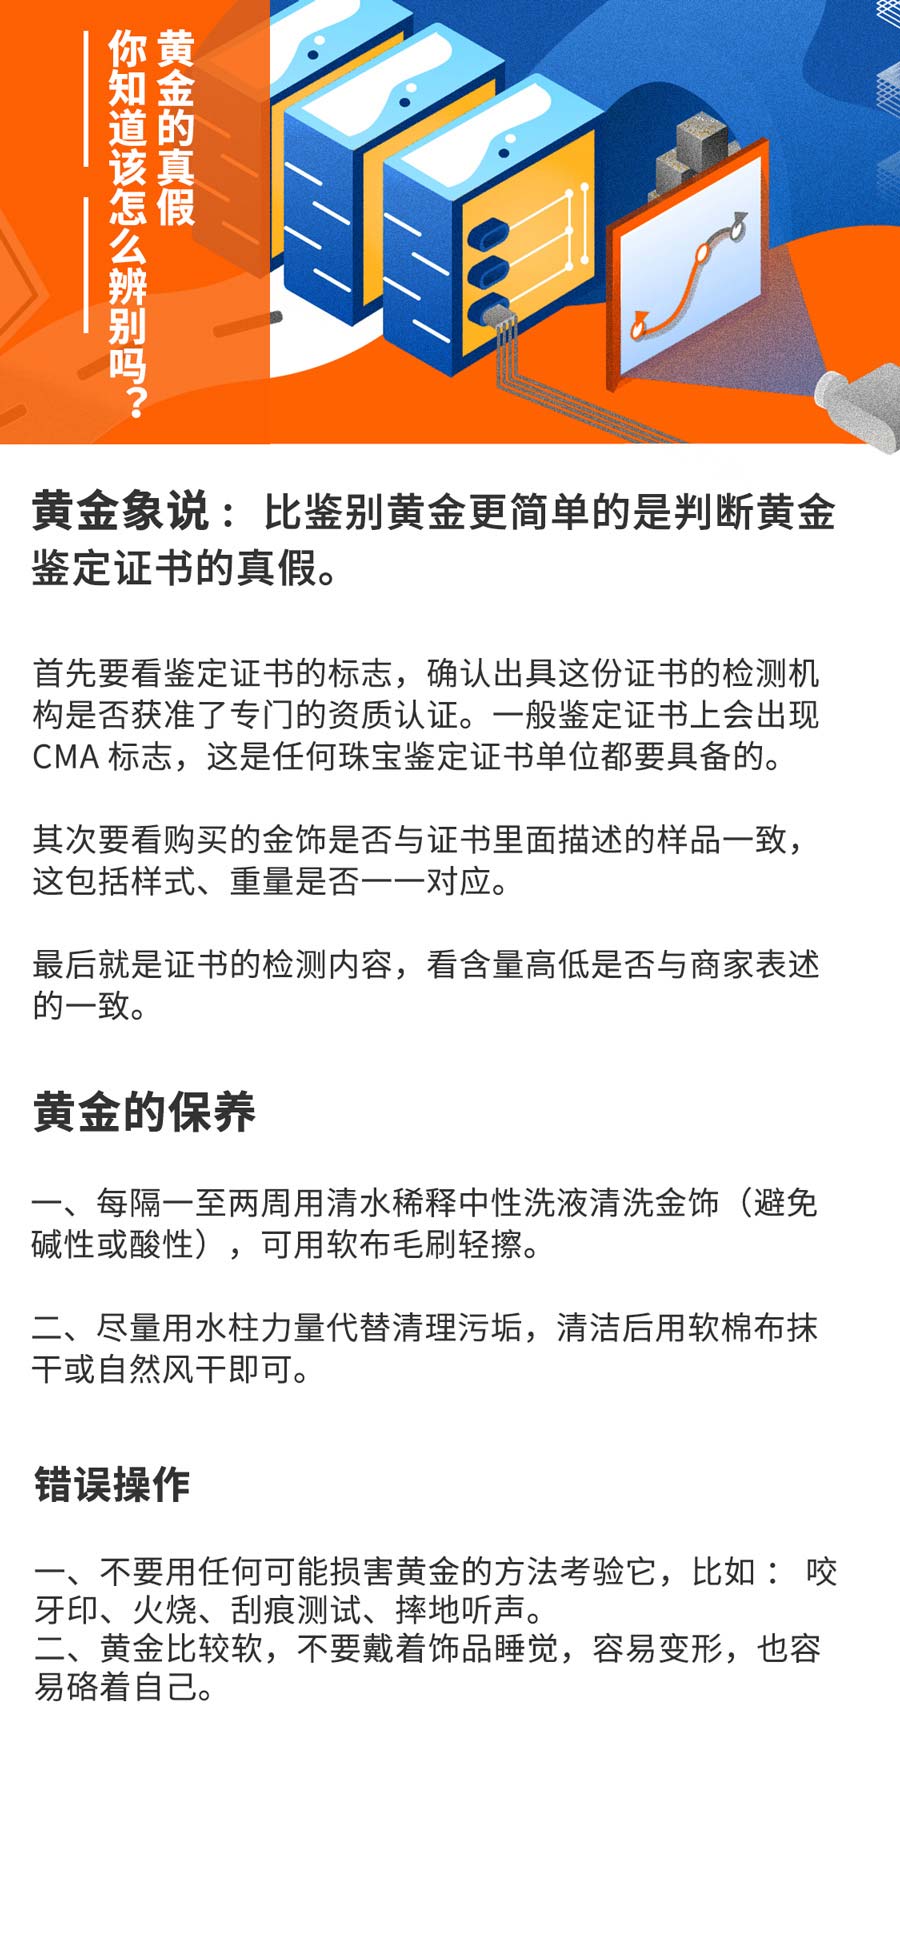 黄金的真假
你知道该怎么辨别吗？
黄金象说： 比鉴别黄金更简单的是判断黄金
鉴定证书的真假。
首先要看鉴定证书的标志，确认出具这份证书的检测机
构是否获准了专门的资质认证。一般鉴定证书上会出现
CMA 标志，这是任何珠宝鉴定证书单位都要具备的。
其次要看购买的金饰是否与证书里面描述的样品一致，
这包括样式、重量是否一一对应。
最后就是证书的检测内容，看含量高低是否与商家表述
的一致。
黄金的保养
一、每隔一至两周用清水稀释中性洗液清洗金饰（避免
碱性或酸性），可用软布毛刷轻擦。
二、尽量用水柱力量代替清理污垢，清洁后用软棉布抹
干或自然风干即可。
错误操作
一、不要用任何可能损害黄金的方法考验它，比如： 咬
牙印、火烧、刮痕测试、摔地听声。
二、黄金比较软，不要戴着饰品睡觉，容易变形，也容
易硌着自己。